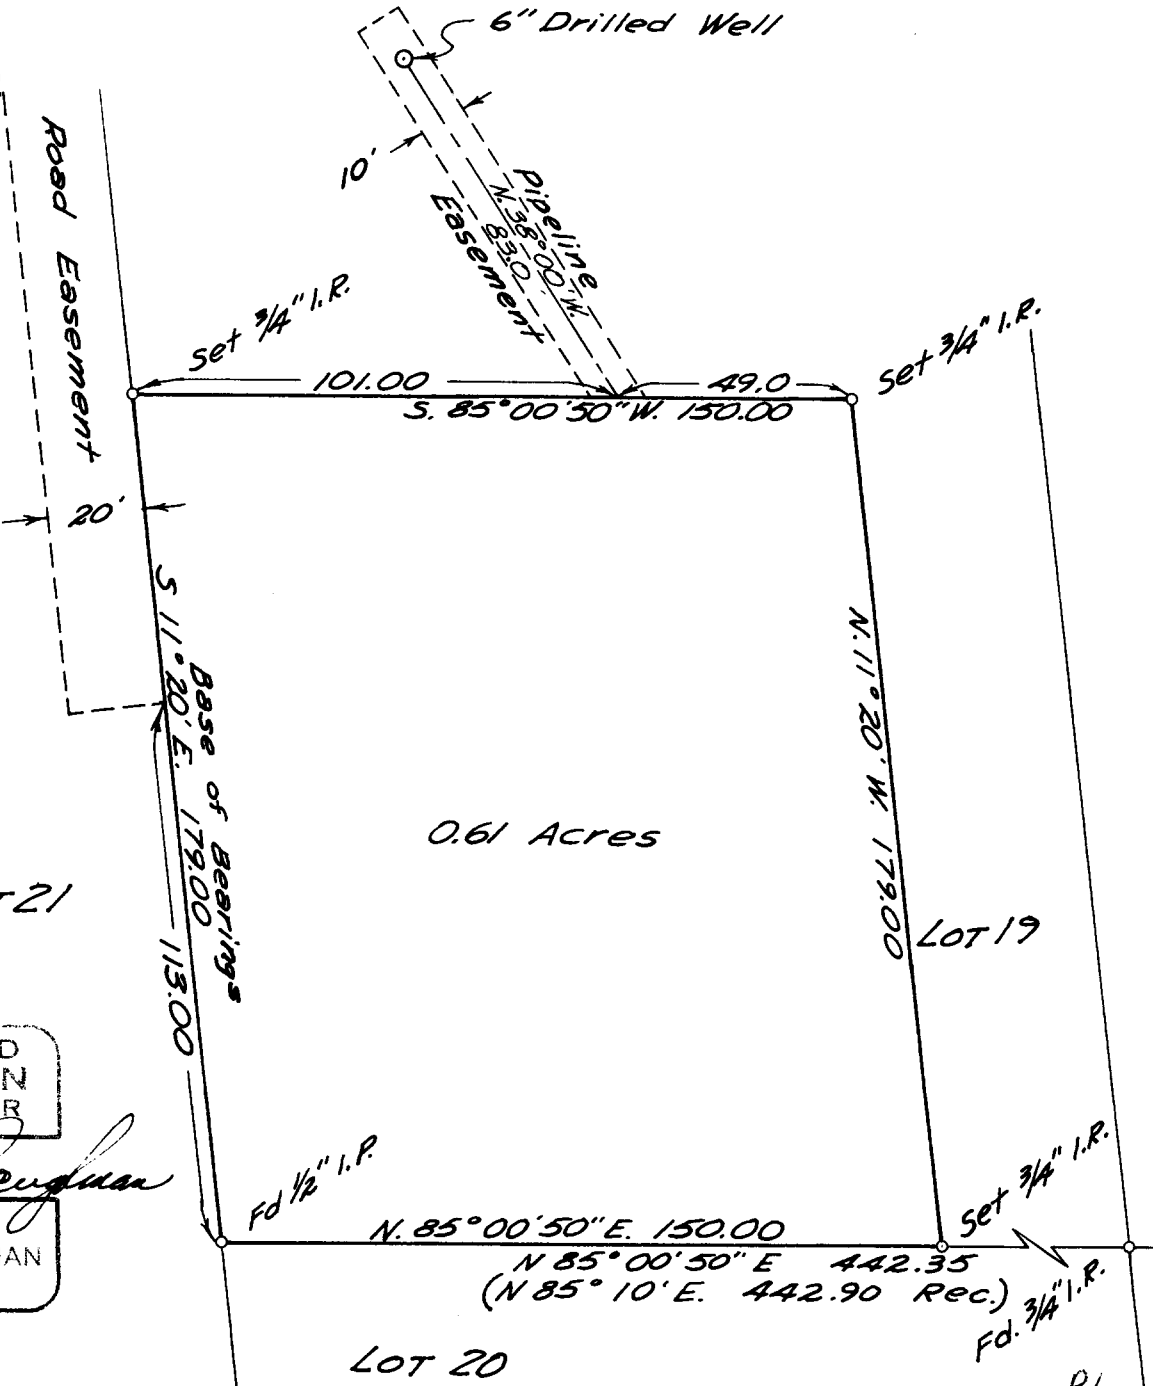 6" Drilled Well
10'
Pipeline
N. 38°00' W.
83.0
Easement
Road Easement
Set 3/4" I.R.
Set 3/4" I.R.
101.00
49.0
S. 85°00'50" W. 150.00
20'
S 11°20' E. 179.00
Base of Bearings
N. 11°20' W. 179.00
0.61 Acres
21
LOT 19
113.00
D
N
R
AN
Fd 1/2" I.P.
Set 3/4" I.R.
N. 85°00'50" E. 150.00
N 85°00'50" E 442.35
(N 85°10' E. 442.90 Rec.)
Fd. 3/4" I.R.
LOT 20